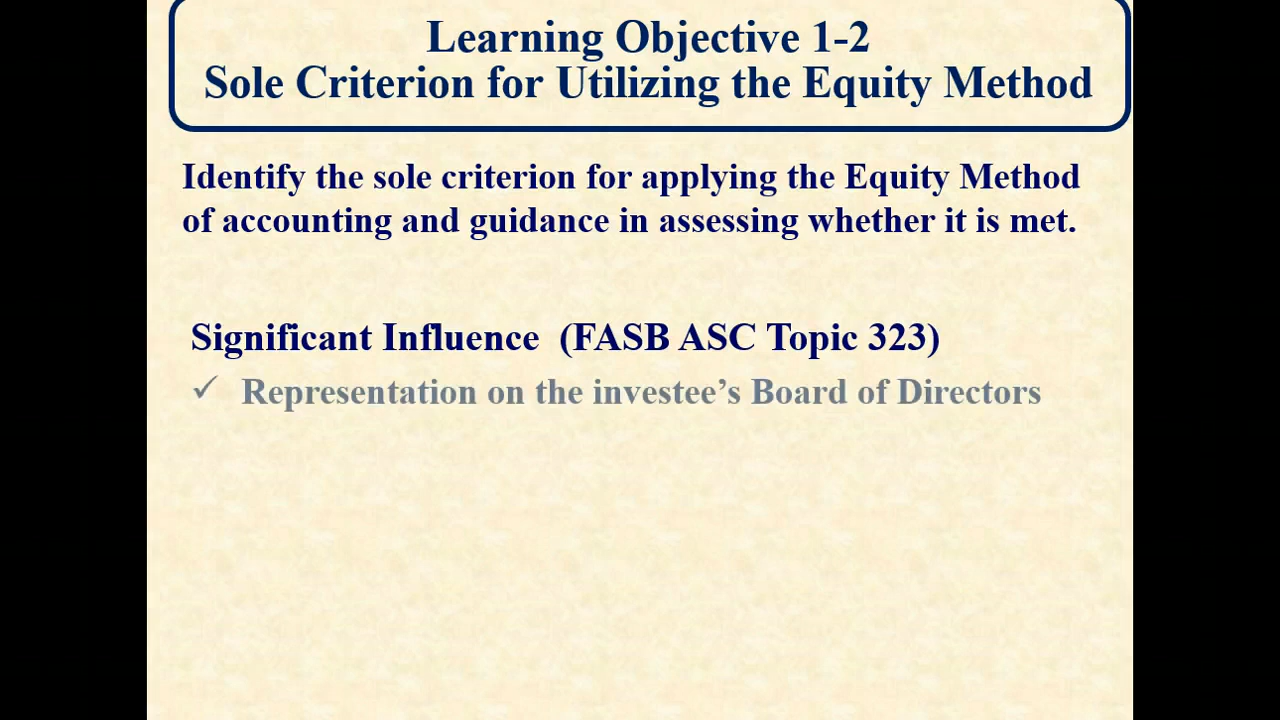 Learning Objective 1-2
Sole Criterion for Utilizing the Equity Method
Identify the sole criterion for applying the Equity Method
of accounting and guidance in assessing whether it is met.
Significant Influence (FASB ASC Topic 323)
✓ Representation on the investee’s Board of Directors